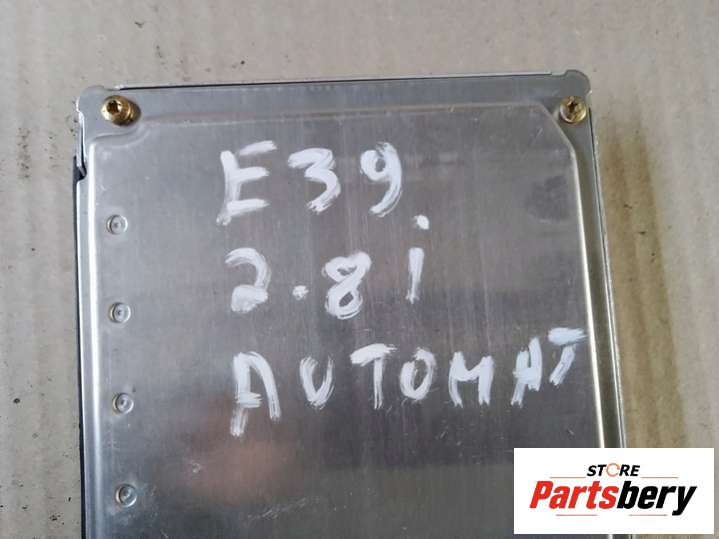 E39
2.8i
AUTOMAT
STORE
Partsbery